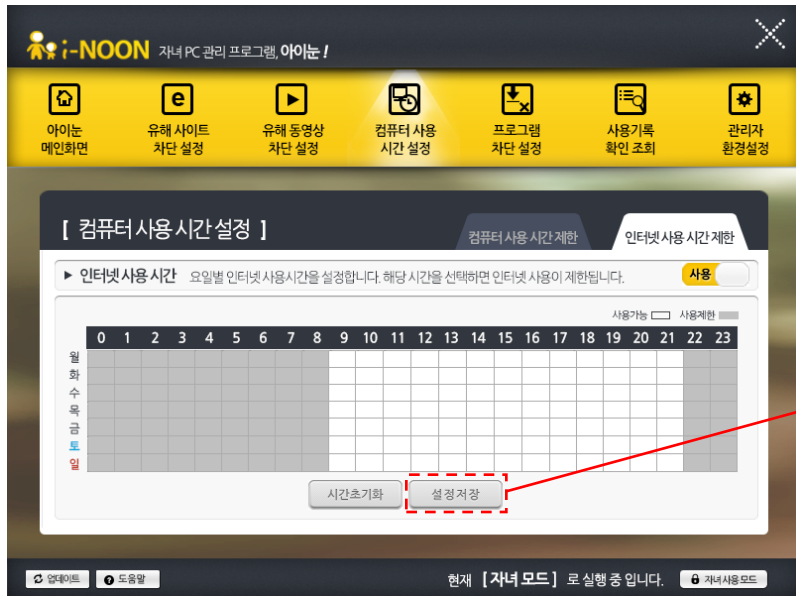 i-NOON 자녀 PC 관리 프로그램, 아이눈 !
아이눈
메인화면
유해 사이트
차단 설정
유해 동영상
차단 설정
컴퓨터 사용
시간 설정
프로그램
차단 설정
사용기록
확인 조회
관리자
환경설정
[ 컴퓨터 사용 시간 설정 ]
컴퓨터 사용 시간 제한
인터넷 사용 시간 제한
▶ 인터넷 사용 시간 요일별 인터넷 사용시간을 설정합니다. 해당 시간을 선택하면 인터넷 사용이 제한됩니다. 사용
사용가능 사용제한
0 1 2 3 4 5 6 7 8 9 10 11 12 13 14 15 16 17 18 19 20 21 22 23
월
화
수
목
금
토
일
시간초기화 설정저장
업데이트 도움말 현재 [ 자녀 모드 ] 로 실행 중 입니다. 자녀사용모드